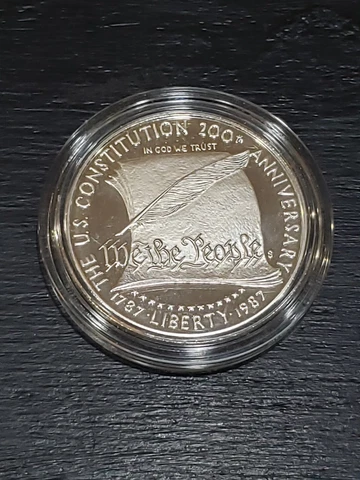 THE U.S. CONSTITUTION 200th ANNIVERSARY
IN GOD WE TRUST
We the People
S
1787 · LIBERTY · 1987